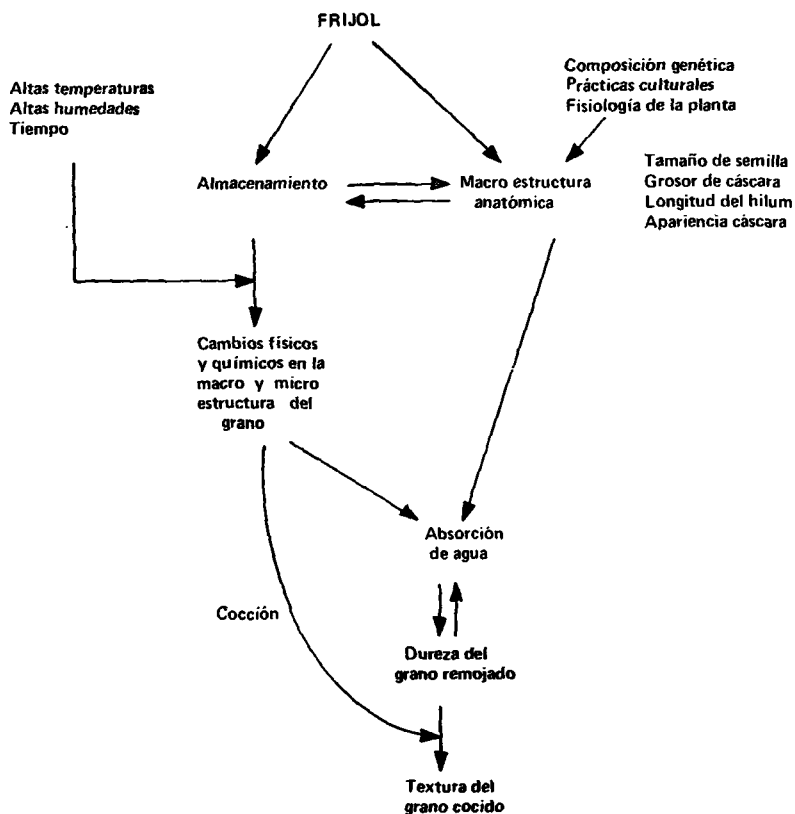 FRIJOL
Altas temperaturas
Altas humedades
Tiempo
Composición genética
Prácticas culturales
Fisiología de la planta
Almacenamiento
Macro estructura
anatómica
Tamaño de semilla
Grosor de cáscara
Longitud del hilum
Apariencia cáscara
Cambios físicos
y químicos en la
macro y micro
estructura del
grano
Absorción
de agua
Cocción
Dureza del
grano remojado
Textura del
grano cocido